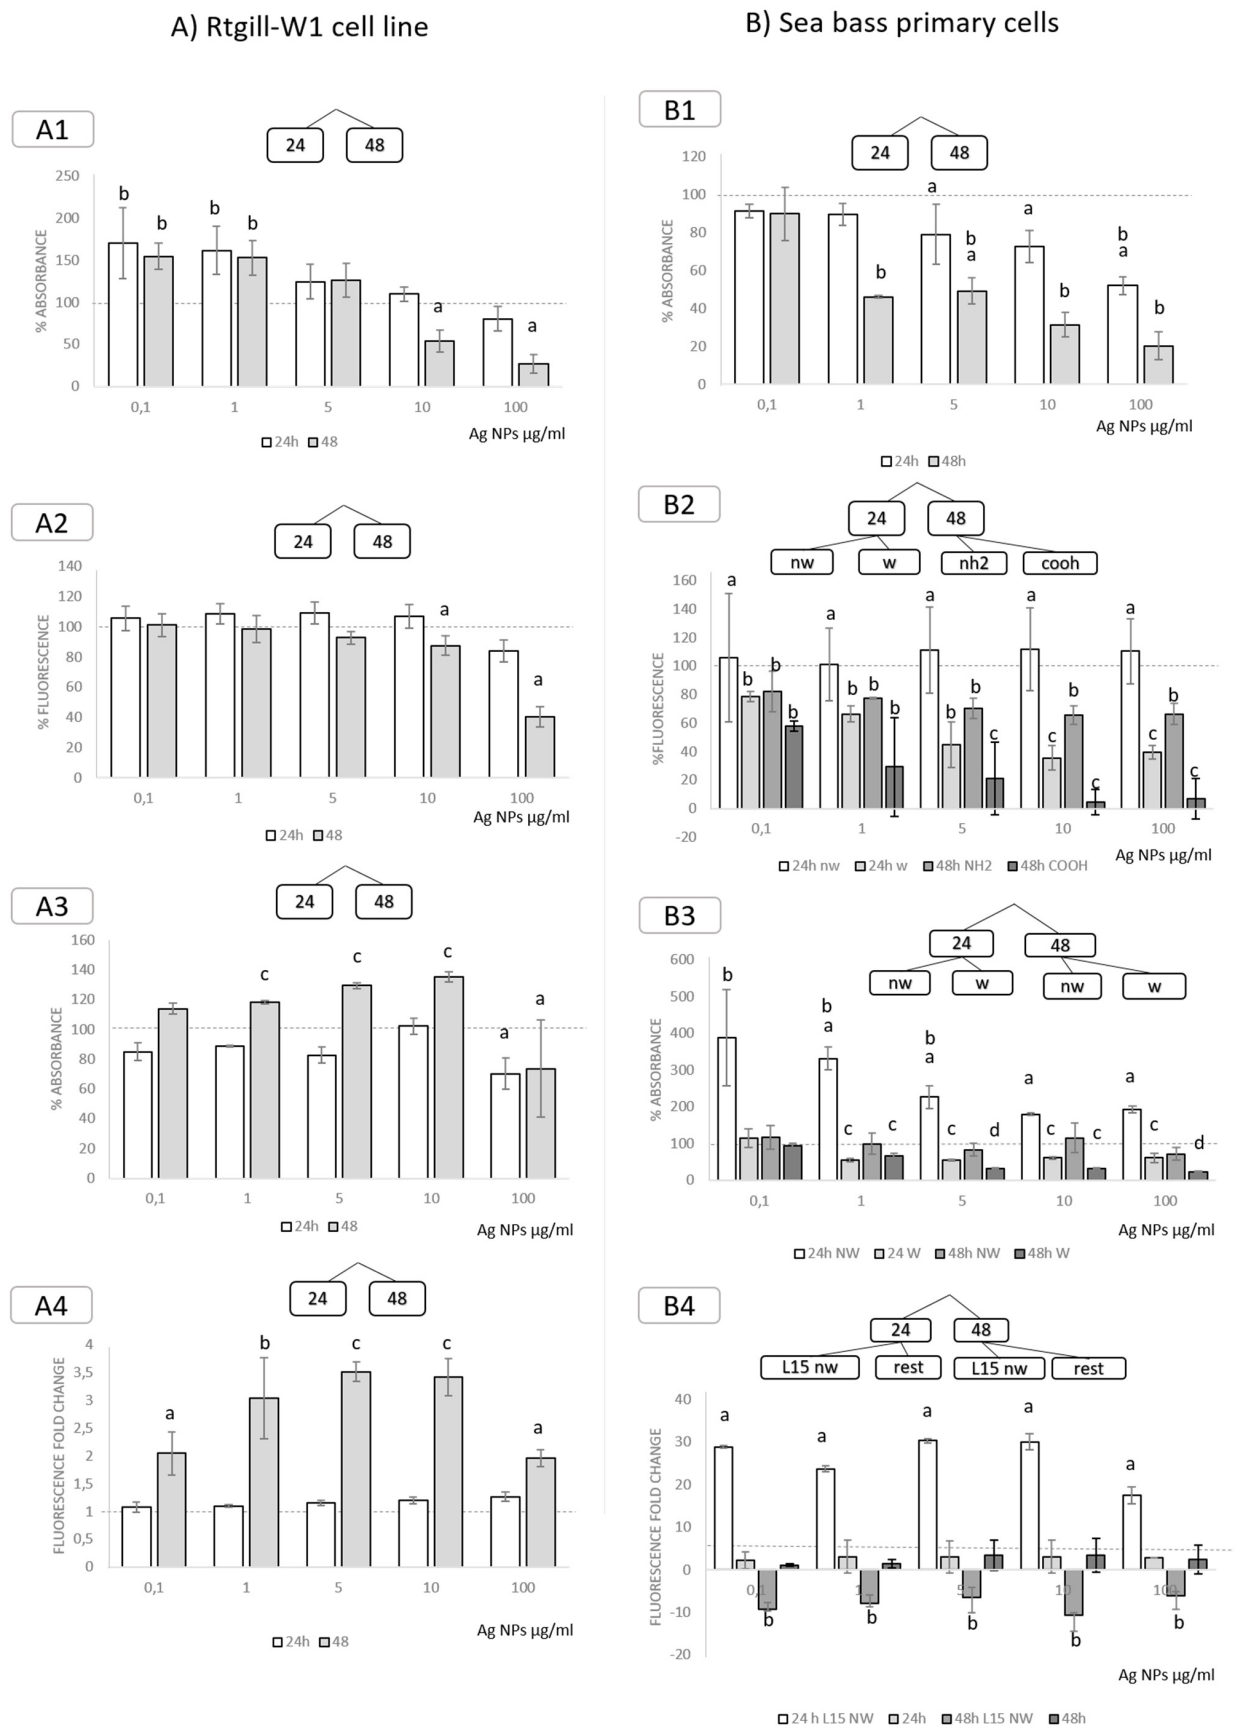 A) Rtgill-W1 cell line
B) Sea bass primary cells
A1
24 48
b b b b a a
250
200
150
100
50
0
% ABSORBANCE
0,1 1 5 10 100
Ag NPs µg/ml
24h 48
A2
24 48
a a
140
120
100
80
60
40
20
0
% FLUORESCENCE
0,1 1 5 10 100
Ag NPs µg/ml
24h 48
A3
24 48
c c c a a
160
140
120
100
80
60
40
20
0
% ABSORBANCE
0,1 1 5 10 100
Ag NPs µg/ml
24h 48
A4
24 48
a b c c a
4
3,5
3
2,5
2
1,5
1
0,5
0
FLUORESCENCE FOLD CHANGE
0,1 1 5 10 100
Ag NPs µg/ml
24h 48
B1
24 48
120
100
80
60
40
20
0
% ABSORBANCE
b a b a a b b a b
0,1 1 5 10 100
Ag NPs µg/ml
24h 48h
B2
24 48
nw w nh2 cooh
160
140
120
100
80
60
40
20
0
-20
%FLUORESCENCE
a b b b a b b b a b b c a c b c a c b c
0,1 1 5 10 100
Ag NPs µg/ml
24h nw 24h w 48h NH2 48h COOH
B3
24 48
nw w nw w
600
500
400
300
200
100
0
% ABSORBANCE
b b a c c b a c d a c c a c d
0,1 1 5 10 100
Ag NPs µg/ml
24h NW 24 W 48h NW 48h W
B4
24 48
L15 nw rest L15 nw rest
40
30
20
10
0
-10
-20
FLUORESCENCE FOLD CHANGE
a a a a a
0,1 1 5 10 100
b b b b b
Ag NPs µg/ml
24 h L15 NW 24h 48h L15 NW 48h